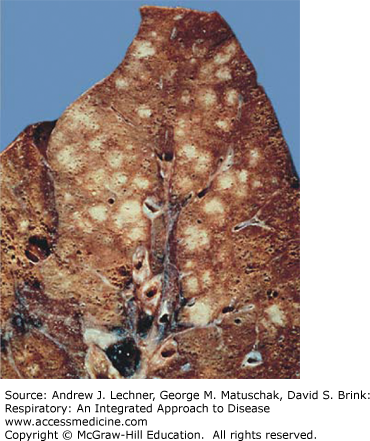 Source: Andrew J. Lechner, George M. Matuschak, David S. Brink:
Respiratory: An Integrated Approach to Disease
www.accessmedicine.com
Copyright © McGraw-Hill Education.  All rights reserved.